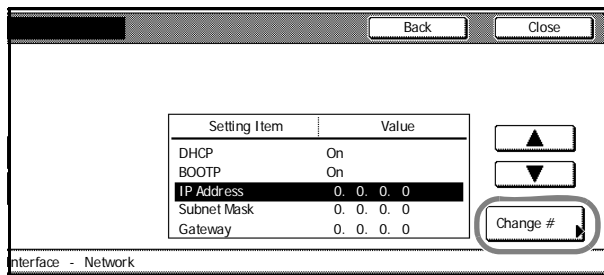 Back Close
Setting Item Value
DHCP On
BOOTP On
IP Address 0. 0. 0. 0
Subnet Mask 0. 0. 0. 0
Gateway 0. 0. 0. 0
Change #
Interface - Network